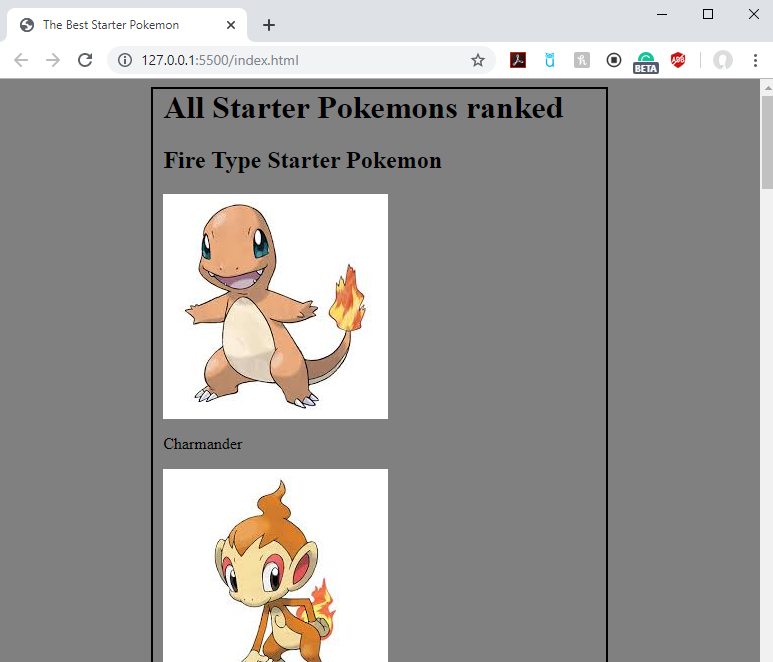 The Best Starter Pokemon
127.0.0.1:5500/index.html
BETA
ABP
All Starter Pokemons ranked
Fire Type Starter Pokemon
Charmander